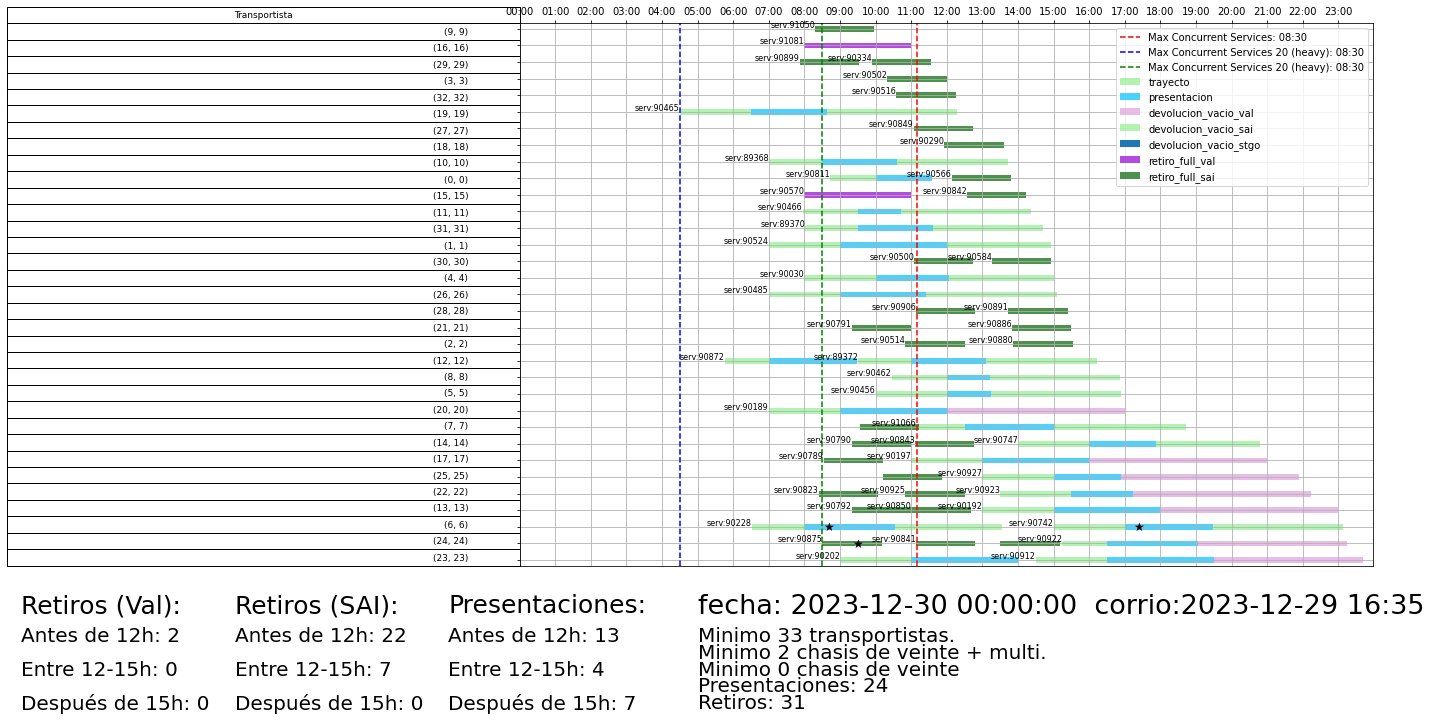 Transportista
00:00 01:00 02:00 03:00 04:00 05:00 06:00 07:00 08:00 09:00 10:00 11:00 12:00 13:00 14:00 15:00 16:00 17:00 18:00 19:00 20:00 21:00 22:00 23:00
Max Concurrent Services: 08:30
Max Concurrent Services 20 (heavy): 08:30
Max Concurrent Services 20 (heavy): 08:30
trayecto
presentacion
devolucion_vacio_val
devolucion_vacio_sai
devolucion_vacio_stgo
retiro_full_val
retiro_full_sai
(9, 9) serv:91050
(16, 16) serv:91081
(29, 29) serv:90899 serv:90334
(3, 3) serv:90502
(32, 32) serv:90516
(19, 19) serv:90465
(27, 27) serv:90849
(18, 18) serv:90290
(10, 10) serv:89368
(0, 0) serv:90811 serv:90566
(15, 15) serv:90570 serv:90842
(11, 11) serv:90466
(31, 31) serv:89370
(1, 1) serv:90524
(30, 30) serv:90500 serv:90584
(4, 4) serv:90030
(26, 26) serv:90485
(28, 28) serv:90906 serv:90891
(21, 21) serv:90791 serv:90886
(2, 2) serv:90514 serv:90880
(12, 12) serv:90872 serv:89372
(8, 8) serv:90462
(5, 5) serv:90456
(20, 20) serv:90189
(7, 7) serv:91066
(14, 14) serv:90790 serv:90843 serv:90747
(17, 17) serv:90789 serv:90197
(25, 25) serv:90927
(22, 22) serv:90823 serv:90925 serv:90923
(13, 13) serv:90792 serv:90850 serv:90192
(6, 6) serv:90228 serv:90742
(24, 24) serv:90875 serv:90841 serv:90922
(23, 23) serv:90202 serv:90912
Retiros (Val):
Antes de 12h: 2
Entre 12-15h: 0
Después de 15h: 0
Retiros (SAI):
Antes de 12h: 22
Entre 12-15h: 7
Después de 15h: 0
Presentaciones:
Antes de 12h: 13
Entre 12-15h: 4
Después de 15h: 7
fecha: 2023-12-30 00:00:00 corrio:2023-12-29 16:35
Minimo 33 transportistas.
Minimo 2 chasis de veinte + multi.
Minimo 0 chasis de veinte
Presentaciones: 24
Retiros: 31